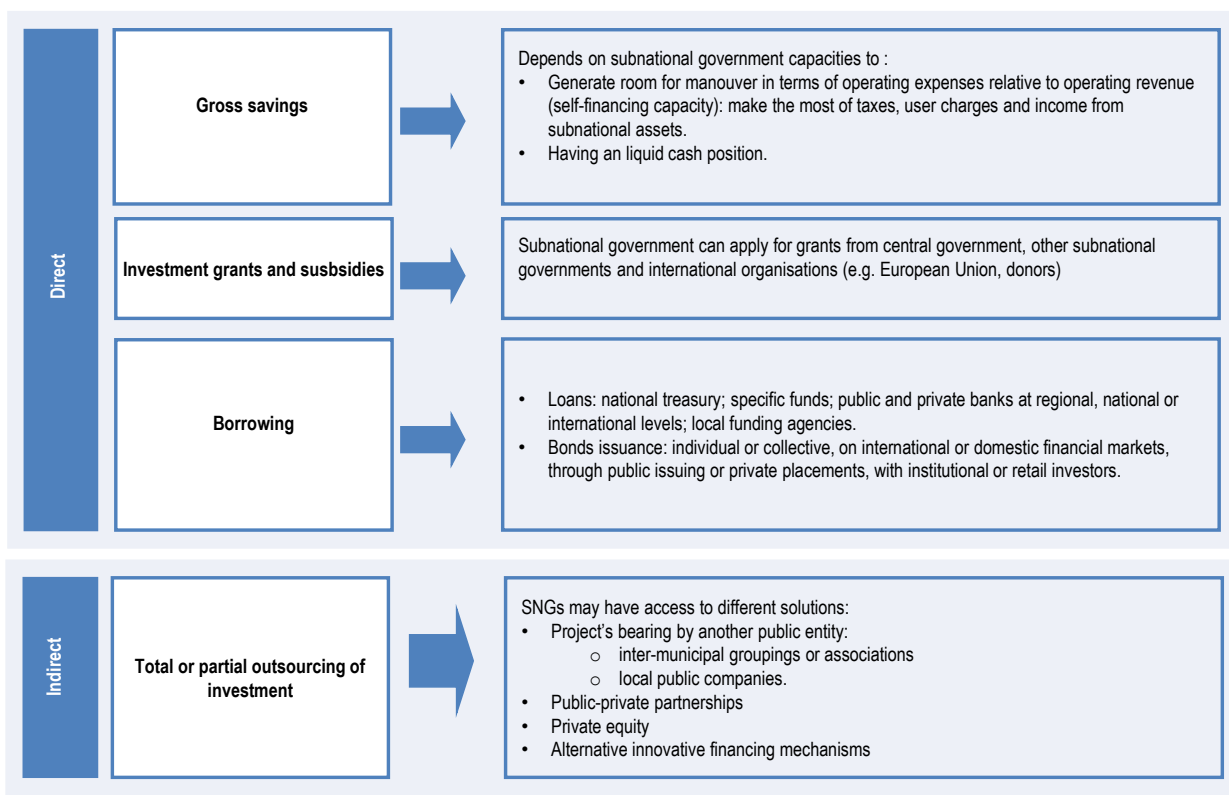 Direct
Gross savings
Depends on subnational government capacities to :
• Generate room for manouver in terms of operating expenses relative to operating revenue
(self-financing capacity): make the most of taxes, user charges and income from
subnational assets.
• Having an liquid cash position.
Investment grants and susbsidies
Subnational government can apply for grants from central government, other subnational
governments and international organisations (e.g. European Union, donors)
Borrowing
• Loans: national treasury; specific funds; public and private banks at regional, national or
international levels; local funding agencies.
• Bonds issuance: individual or collective, on international or domestic financial markets,
through public issuing or private placements, with institutional or retail investors.
Indirect
Total or partial outsourcing of
investment
SNGs may have access to different solutions:
• Project's bearing by another public entity:
o inter-municipal groupings or associations
o local public companies.
• Public-private partnerships
• Private equity
• Alternative innovative financing mechanisms